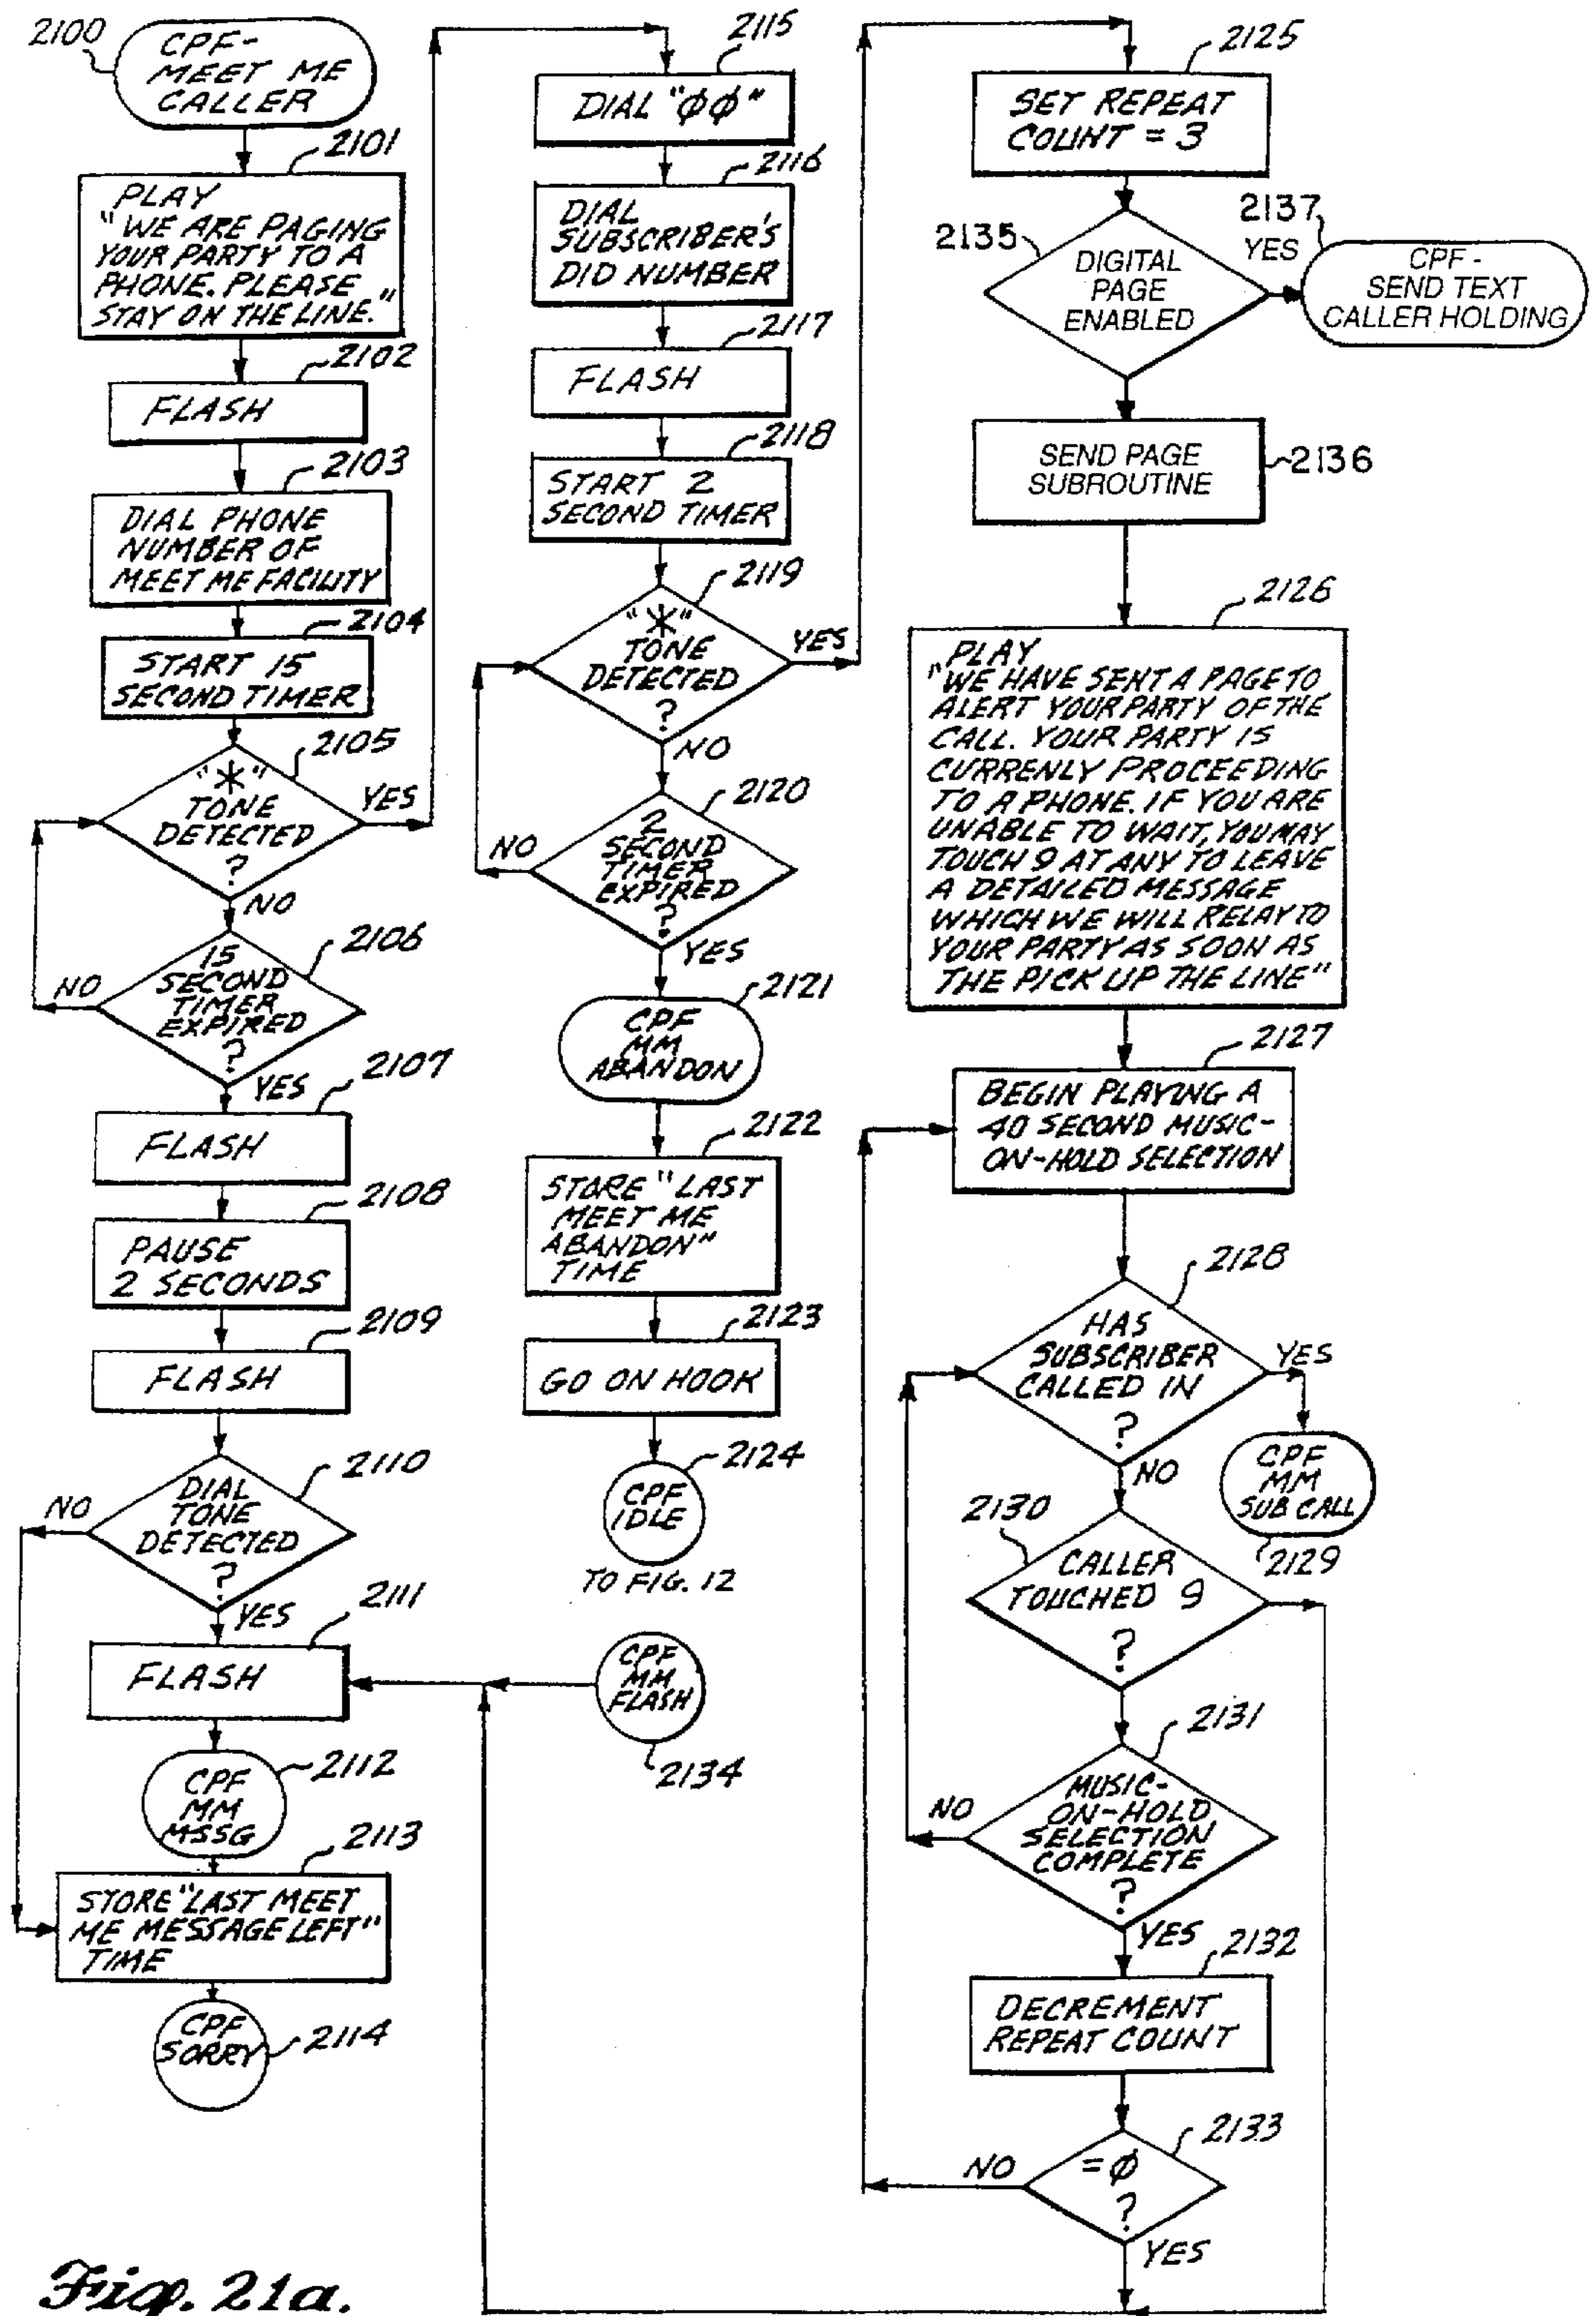 2100
CPF-
MEET ME
CALLER
2101
PLAY
"WE ARE PAGING
YOUR PARTY TO A
PHONE. PLEASE
STAY ON THE LINE."
2102
FLASH
2103
DIAL PHONE
NUMBER OF
MEET ME FACILITY
2104
START 15
SECOND TIMER
2105
"*"
TONE
DETECTED
?
YES
NO
2106
15
SECOND
TIMER
EXPIRED
?
NO
YES
2107
FLASH
2108
PAUSE
2 SECONDS
2109
FLASH
2110
DIAL
TONE
DETECTED
?
NO
YES
2111
FLASH
2112
CPF
MM
MSSG
2113
STORE "LAST MEET
ME MESSAGE LEFT"
TIME
2114
CPF
SORRY
2115
DIAL "ØØ"
2116
DIAL
SUBSCRIBER'S
DID NUMBER
2117
FLASH
2118
START 2
SECOND TIMER
2119
"*"
TONE
DETECTED
?
YES
NO
2120
2
SECOND
TIMER
EXPIRED
?
NO
YES
2121
CPF
MM
ABANDON
2122
STORE "LAST
MEET ME
ABANDON"
TIME
2123
GO ON HOOK
2124
CPF
IDLE
TO FIG. 12
CPF
MM
FLASH
2134
2125
SET REPEAT
COUNT = 3
2135
DIGITAL
PAGE
ENABLED
YES
2137
CPF -
SEND TEXT
CALLER HOLDING
SEND PAGE
SUBROUTINE
2136
2126
PLAY
"WE HAVE SENT A PAGE TO
ALERT YOUR PARTY OF THE
CALL. YOUR PARTY IS
CURRENLY PROCEEDING
TO A PHONE. IF YOU ARE
UNABLE TO WAIT, YOU MAY
TOUCH 9 AT ANY TO LEAVE
A DETAILED MESSAGE
WHICH WE WILL RELAY TO
YOUR PARTY AS SOON AS
THE PICK UP THE LINE"
2127
BEGIN PLAYING A
40 SECOND MUSIC-
ON-HOLD SELECTION
2128
HAS
SUBSCRIBER
CALLED IN
?
YES
NO
CPF
MM
SUB CALL
2129
2130
CALLER
TOUCHED 9
?
2131
MUSIC-
ON-HOLD
SELECTION
COMPLETE
?
NO
YES
2132
DECREMENT
REPEAT COUNT
2133
=Ø
?
NO
YES
Fig. 21a.